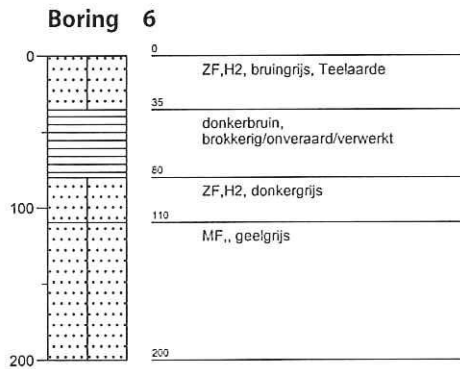 Boring 6
0
0
ZF,H2, bruingrijs, Teelaarde
35
donkerbruin,
brokkerig/onveraard/verwerkt
80
ZF,H2, donkergrijs
100
110
MF,, geelgrijs
200
200